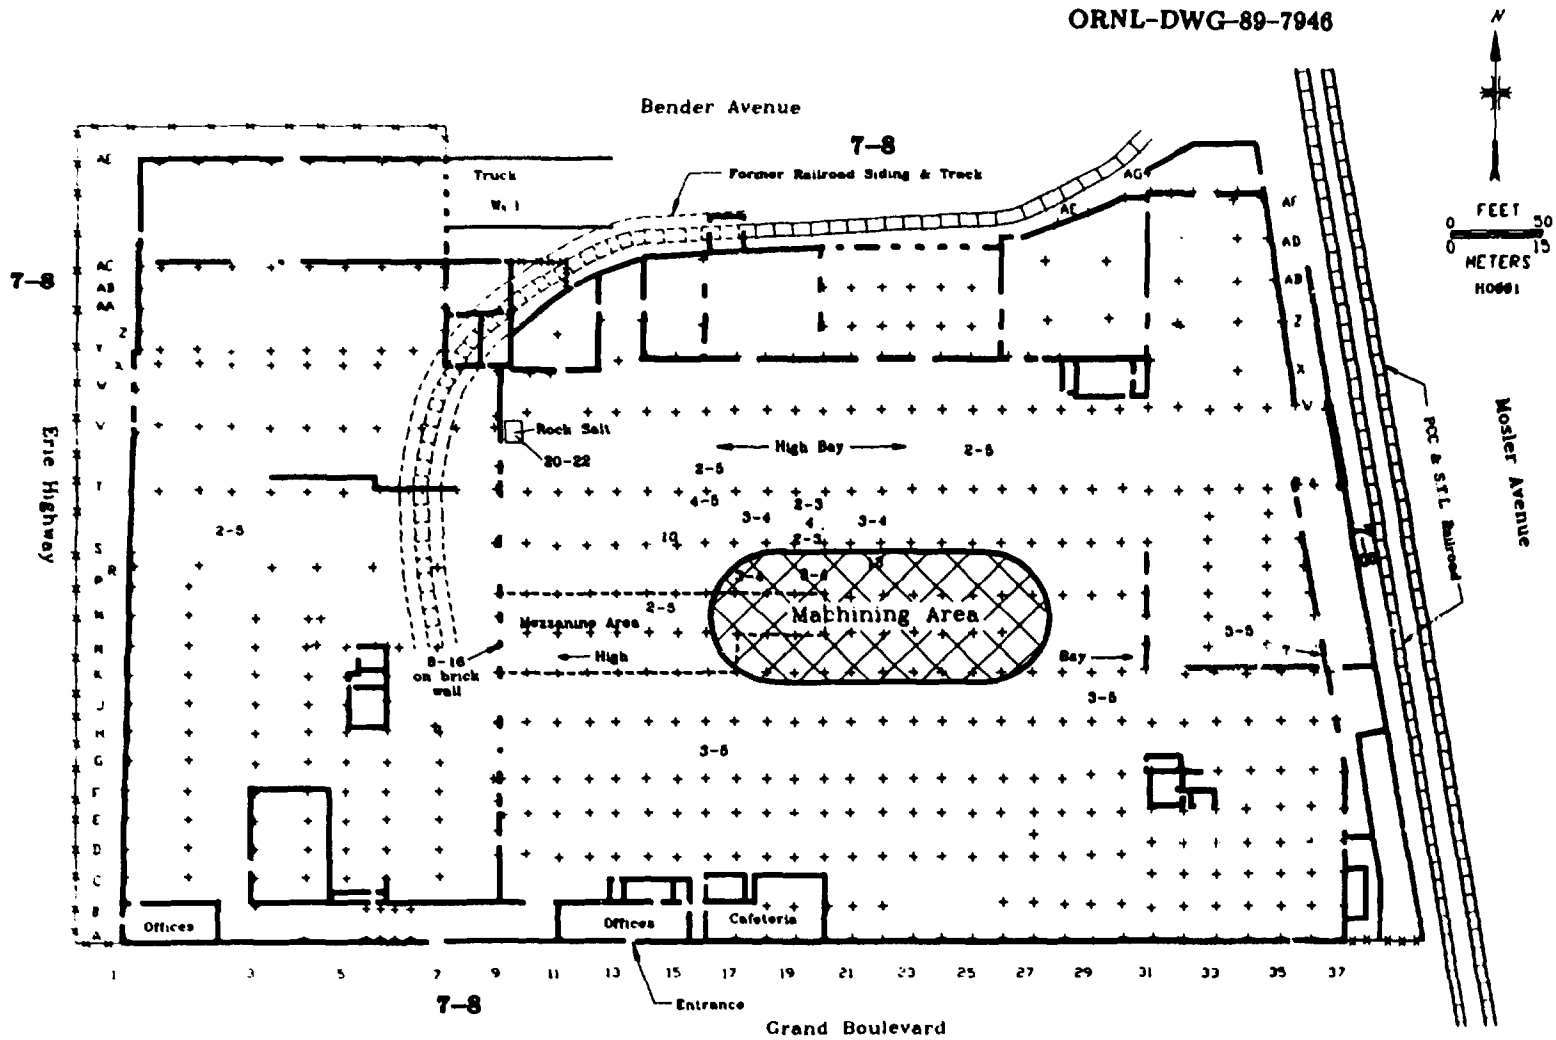 ORNL-DWG-89-7946
N
Bender Avenue
7-8
AE
AG
Truck
Former Railroad Siding & Track
AE
AF
FEET
0 50
0 15
METERS
AD
7-8
AC
AB
AB
AA
Z
Z
Y
X
X
W
V
V
Rock Salt
High Bay
2-5
20-22
2-5
Mosler Avenue
Erie Highway
PCC & S.T.L. Railroad
T
4-5
2-3
3-4
4
3-4
2-5
10
2-3
S
R
P
3-4
2-5
Machining Area
Mezzanine Area
M
3-5
High
Bay
8-16
on brick
wall
7
K
J
3-5
H
3-5
G
F
E
D
C
B
Offices
Offices
Cafeteria
A
1 3 5 7 9 11 13 15 17 19 21 23 25 27 29 31 33 35 37
7-8
Entrance
Grand Boulevard